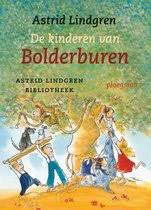 Astrid Lindgren
De kinderen van
Bolderburen
ASTRID LINDGREN
BIBLIOTHEEK
ploegsma